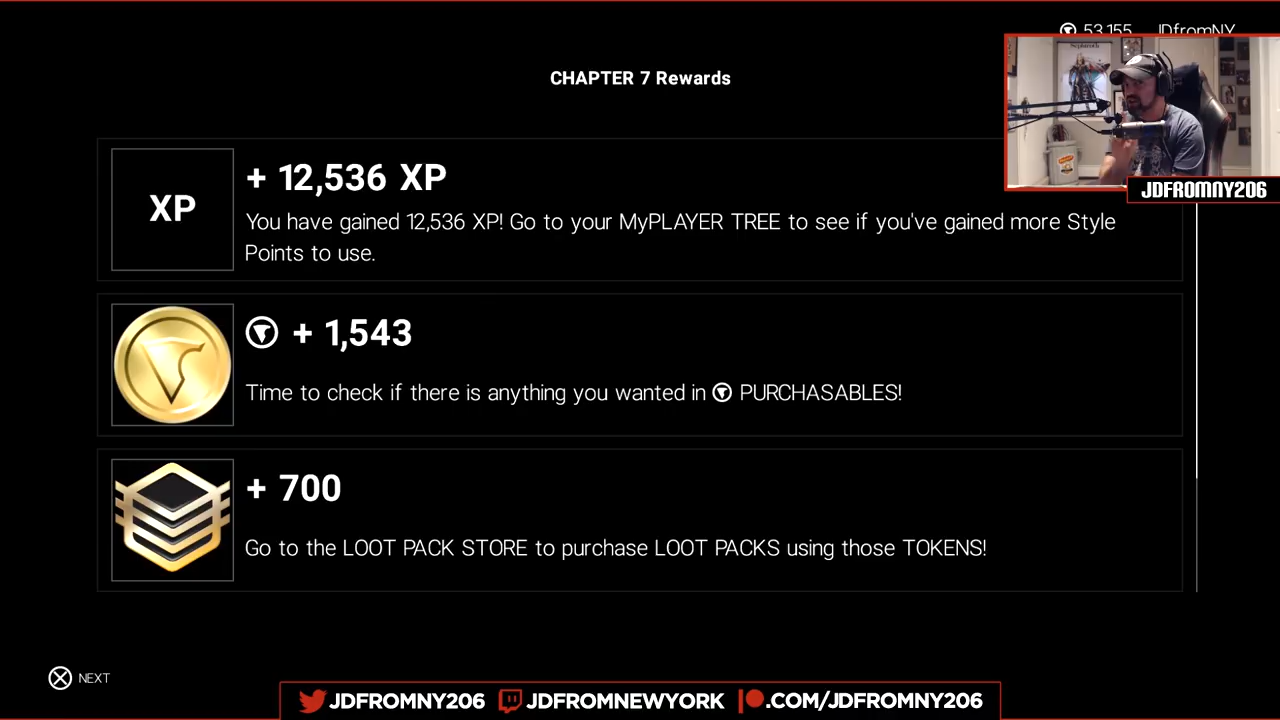 53,155 JDfromNY
CHAPTER 7 Rewards
Sephiroth
JDFROMNY206
XP
+ 12,536 XP
You have gained 12,536 XP! Go to your MyPLAYER TREE to see if you've gained more Style
Points to use.
+ 1,543
Time to check if there is anything you wanted in PURCHASABLES!
+ 700
Go to the LOOT PACK STORE to purchase LOOT PACKS using those TOKENS!
NEXT
JDFROMNY206 JDFROMNEWYORK .COM/JDFROMNY206